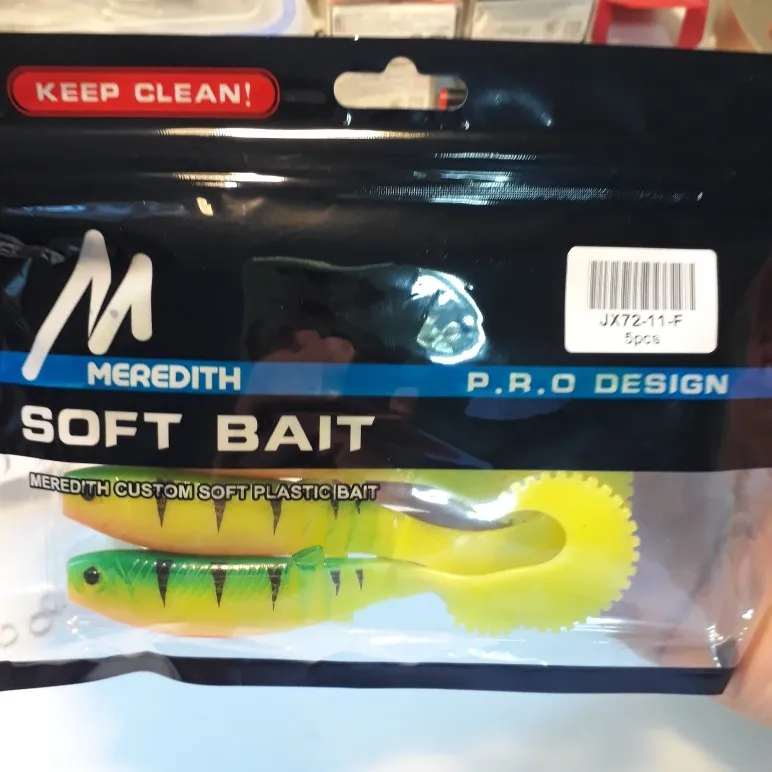 KEEP CLEAN!
JX72-11-F
5pcs
M
MEREDITH
P.R.O DESIGN
SOFT BAIT
MEREDITH CUSTOM SOFT PLASTIC BAIT